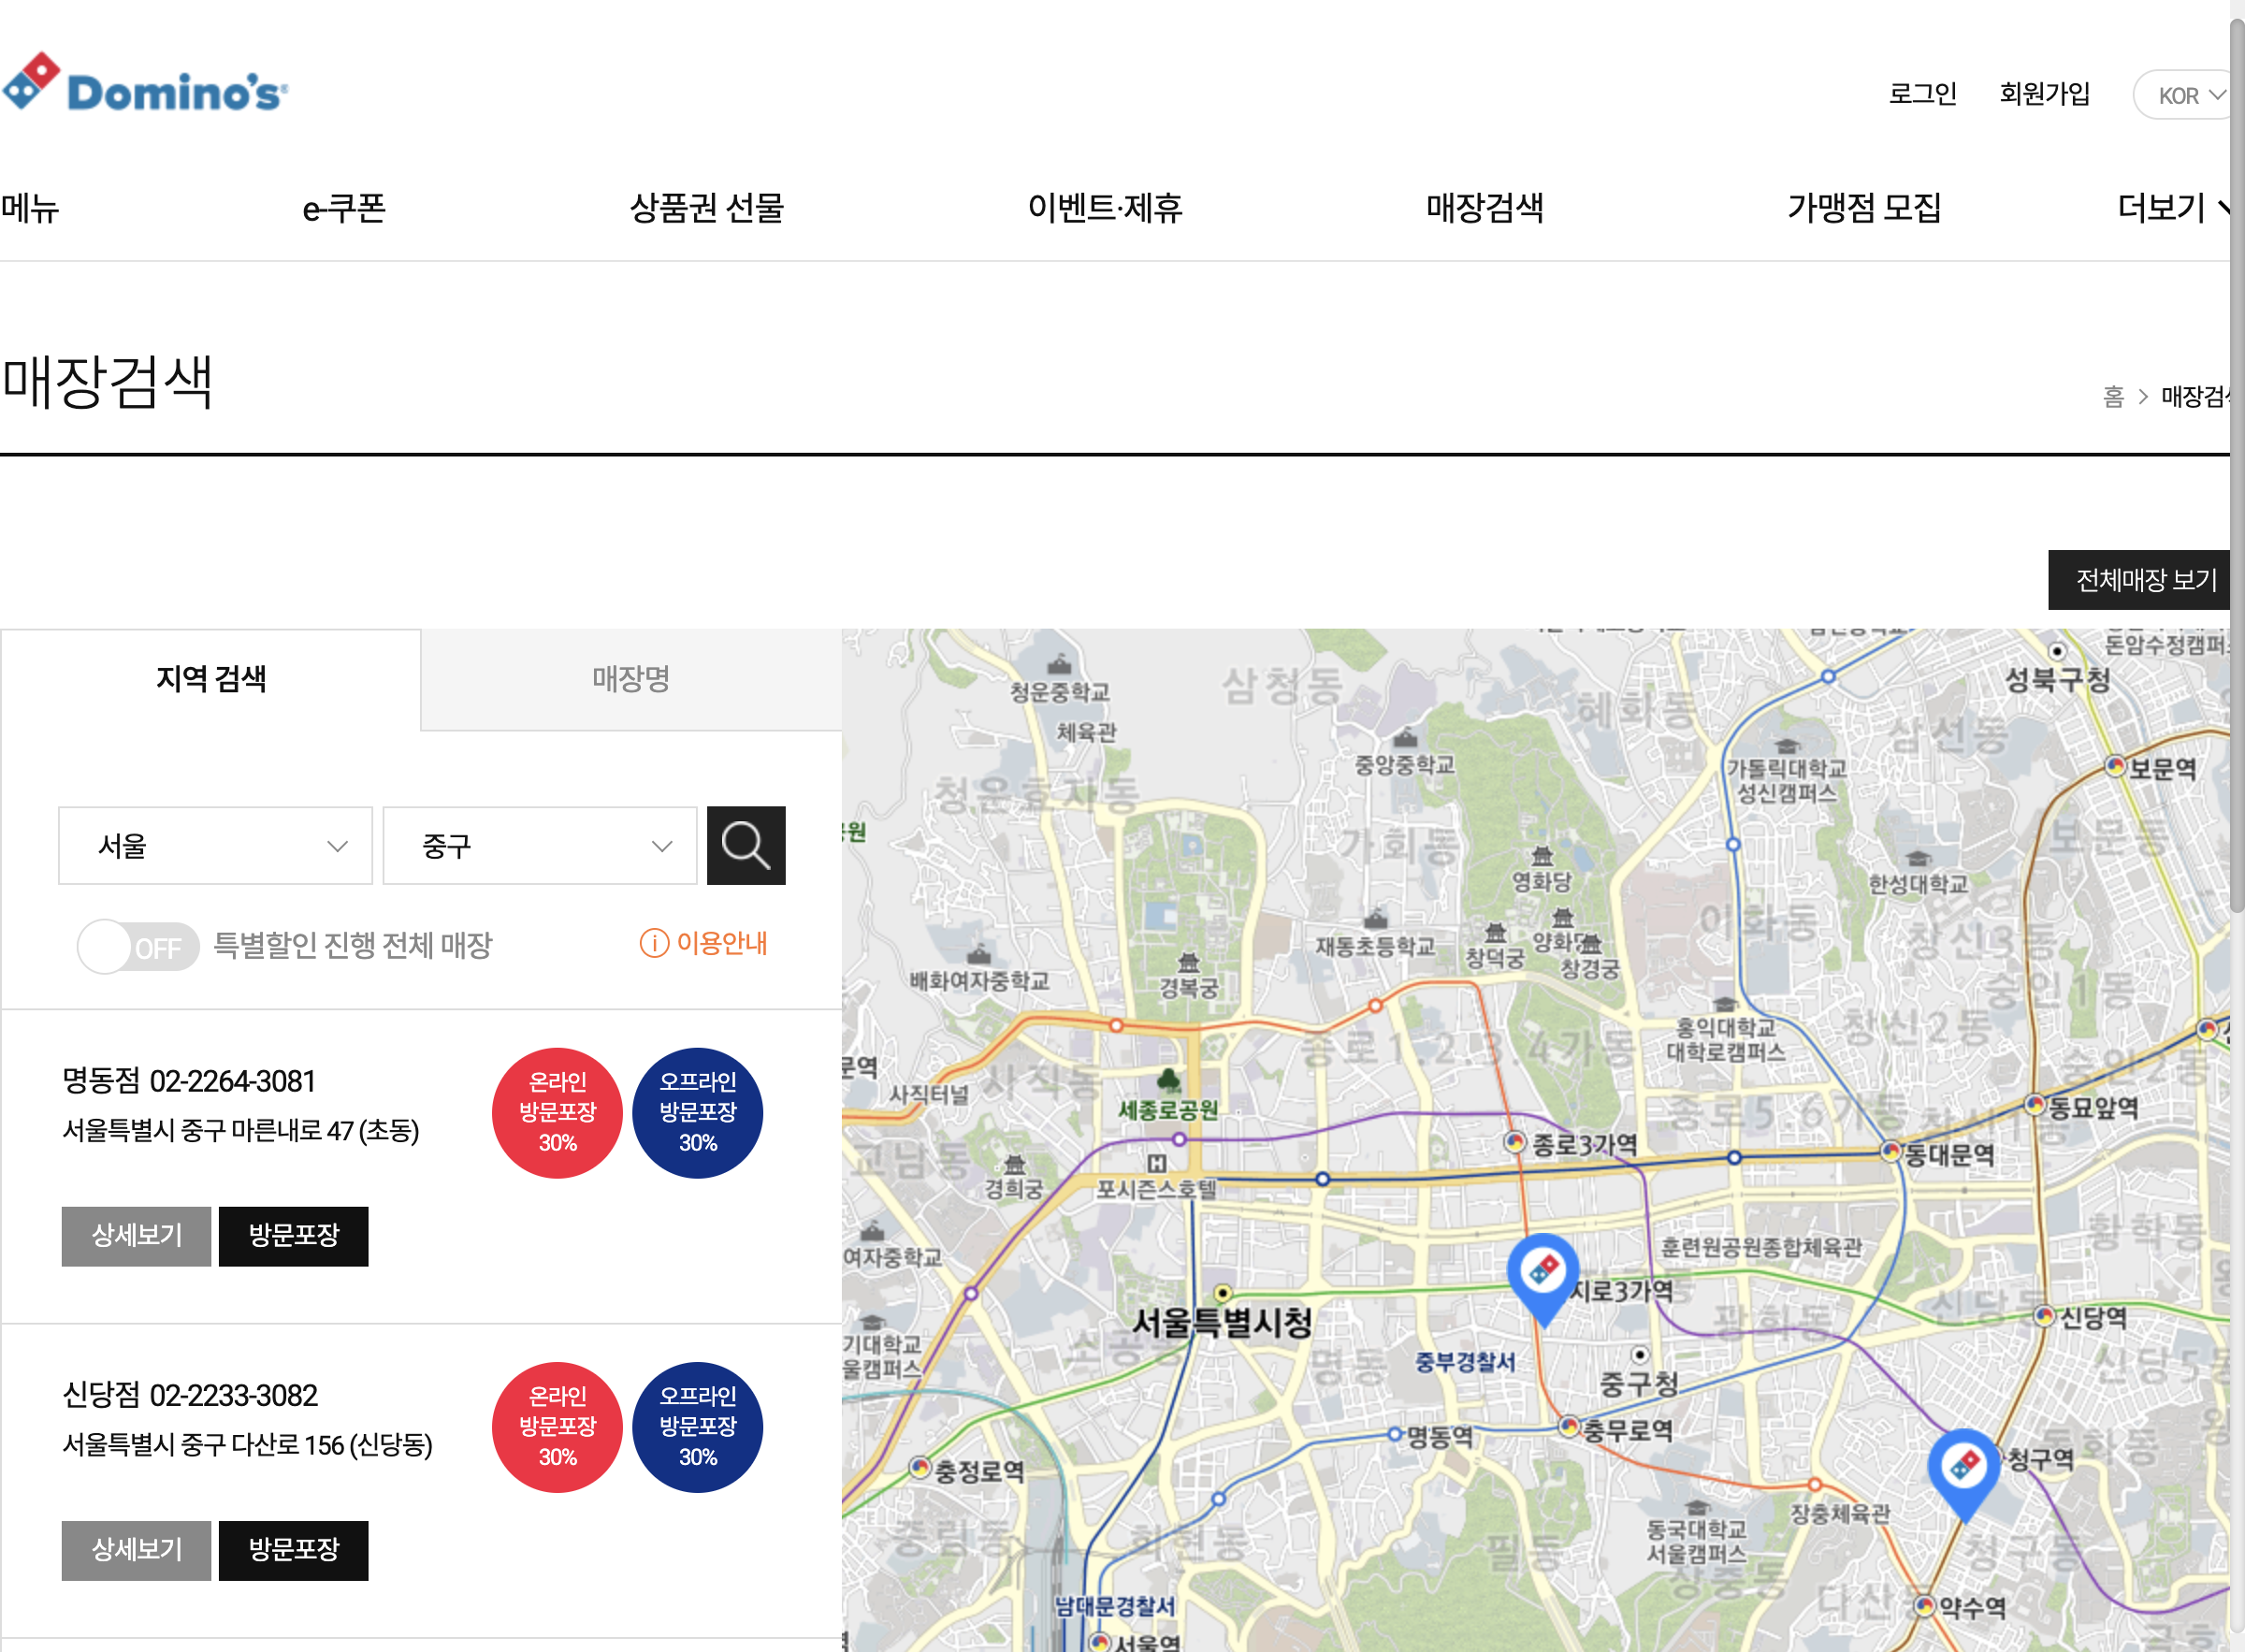 Domino's
로그인
회원가입
KOR
메뉴
e-쿠폰
상품권 선물
이벤트·제휴
매장검색
가맹점 모집
더보기
매장검색
홈 >
전체매장 보기
지역 검색
매장명
서울
중구
OFF
특별할인 진행 전체 매장
이용안내
명동점 02-2264-3081
서울특별시 중구 마른내로 47 (초동)
온라인
방문포장
30%
오프라인
방문포장
30%
상세보기
방문포장
신당점 02-2233-3082
서울특별시 중구 다산로 156 (신당동)
온라인
방문포장
30%
오프라인
방문포장
30%
상세보기
방문포장
청운중학교
체육관
삼청동
혜화동
성북구청
중앙중학교
삼선동
가톨릭대학교
성신캠퍼스
보문역
청운효자동
가회동
보문동
영화당
한성대학교
이화동
재동초등학교
창덕궁
창경궁
창신3동
배화여자중학교
경복궁
숭인1동
홍익대학교
대학로캠퍼스
창신2동
종로1.2.3.4가동
사직터널
사직동
숭인2동
세종로공원
종로5.6가동
동묘앞역
종로3가역
동대문역
교남동
경희궁
포시즌스호텔
황학동
여자중학교
훈련원공원종합체육관
지로3가역
서울특별시청
광희동
신당동
신당역
소공동
명동
중부경찰서
중구청
신당5동
명동역
충무로역
충정로역
청구역
동화동
장충체육관
동국대학교
서울캠퍼스
중림동
회현동
필동
장충동
청구동
다산
약수역
남대문경찰서
서울역